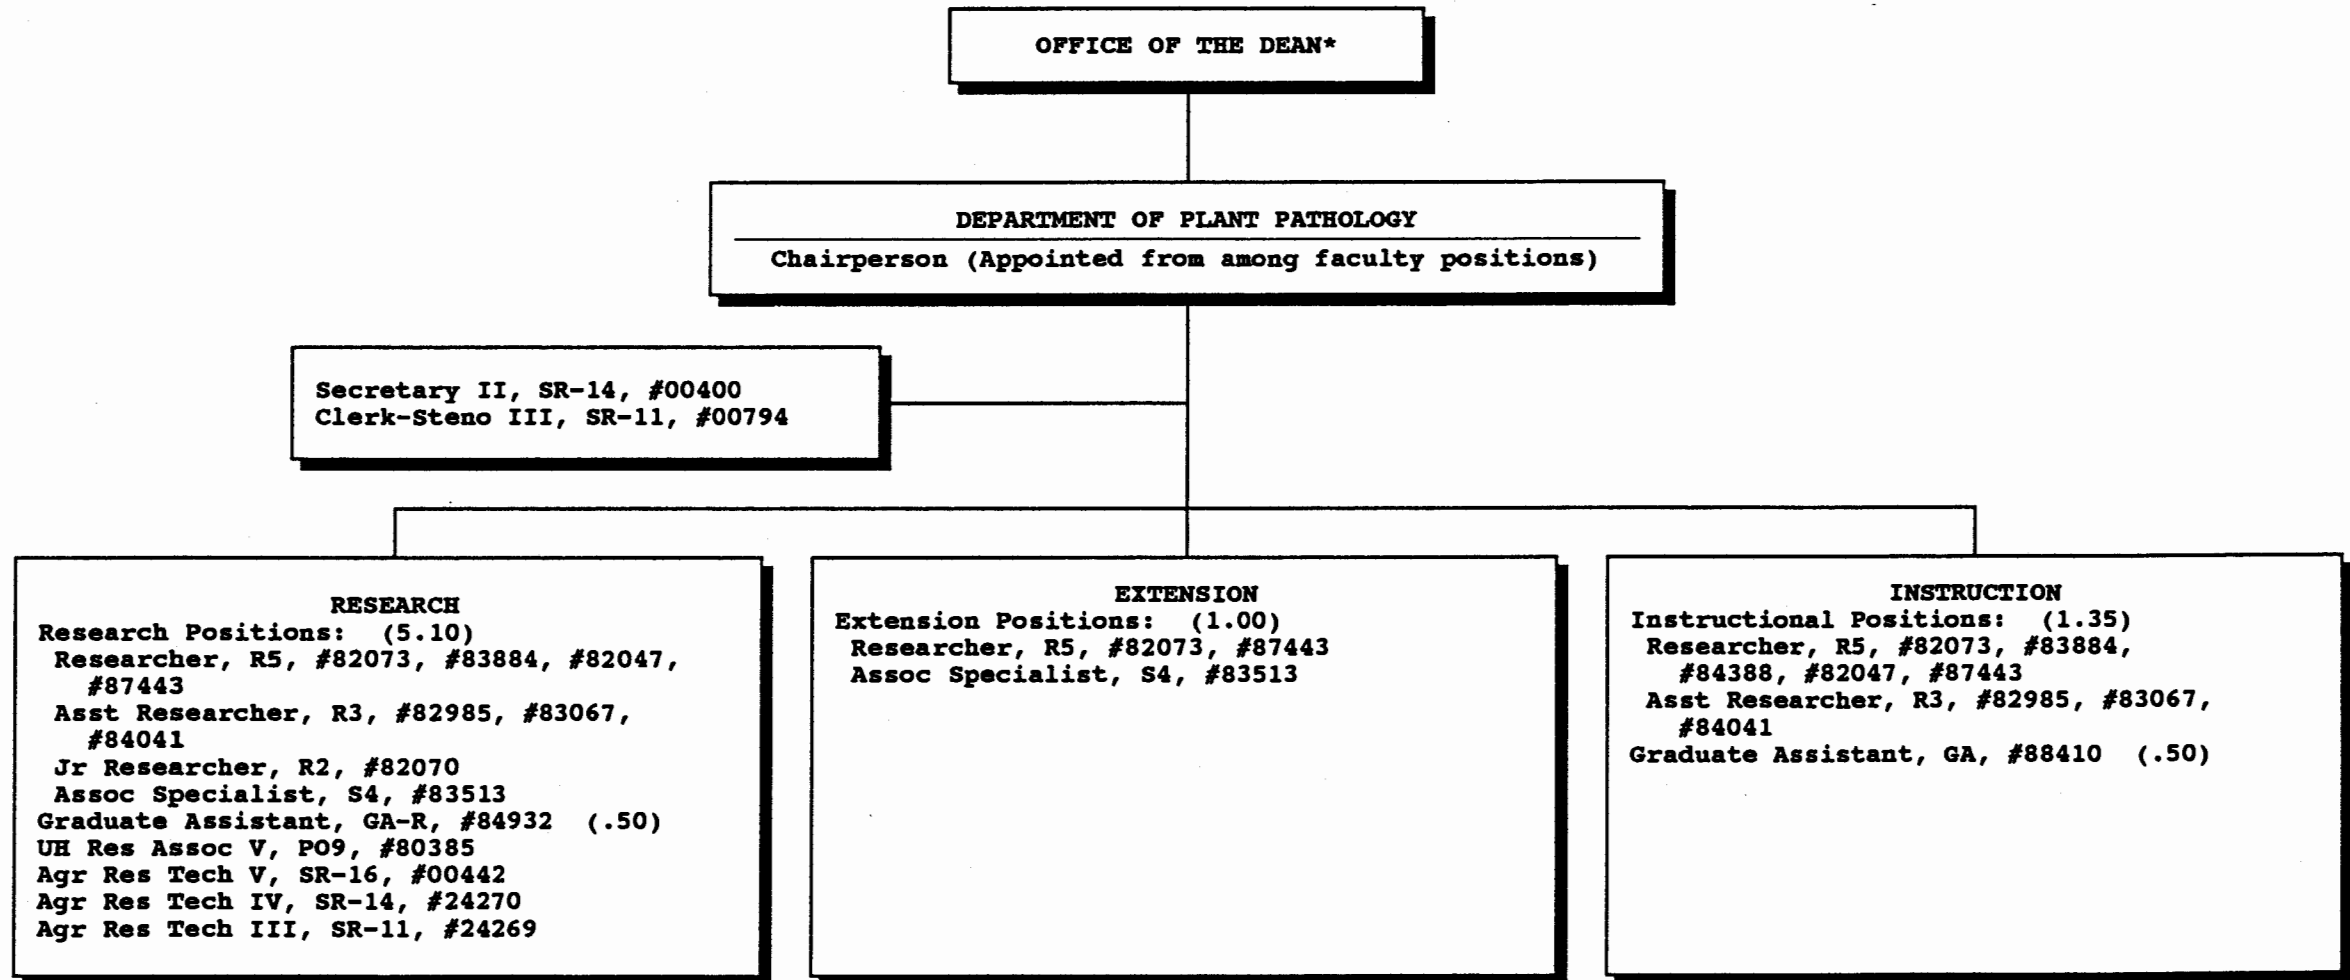 OFFICE OF THE DEAN*
DEPARTMENT OF PLANT PATHOLOGY
Chairperson (Appointed from among faculty positions)
Secretary II, SR-14, #00400
Clerk-Steno III, SR-11, #00794
RESEARCH
Research Positions: (5.10)
Researcher, R5, #82073, #83884, #82047,
#87443
Asst Researcher, R3, #82985, #83067,
#84041
Jr Researcher, R2, #82070
Assoc Specialist, S4, #83513
Graduate Assistant, GA-R, #84932 (.50)
UH Res Assoc V, PO9, #80385
Agr Res Tech V, SR-16, #00442
Agr Res Tech IV, SR-14, #24270
Agr Res Tech III, SR-11, #24269
EXTENSION
Extension Positions: (1.00)
Researcher, R5, #82073, #87443
Assoc Specialist, S4, #83513
INSTRUCTION
Instructional Positions: (1.35)
Researcher, R5, #82073, #83884,
#84388, #82047, #87443
Asst Researcher, R3, #82985, #83067,
#84041
Graduate Assistant, GA, #88410 (.50)